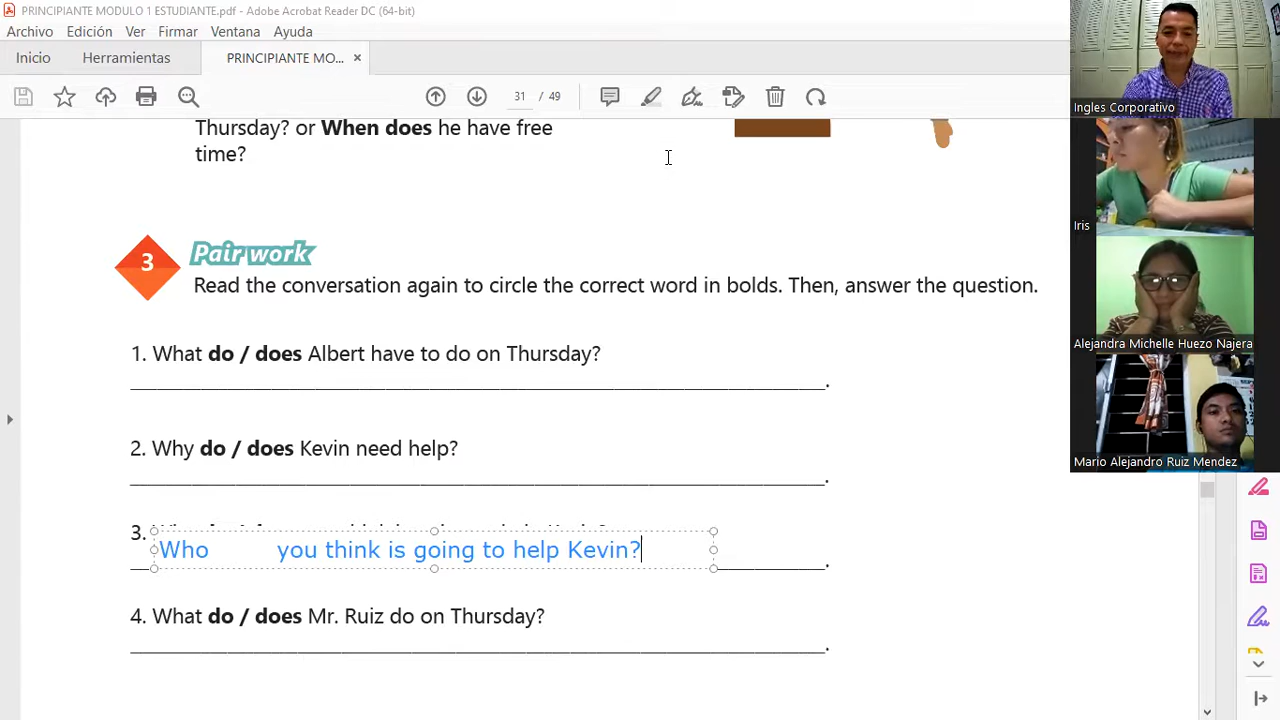 PRINCIPIANTE MODULO 1 ESTUDIANTE.pdf - Adobe Acrobat Reader DC (64-bit)
Archivo Edición Ver Firmar Ventana Ayuda
Inicio Herramientas PRINCIPIANTE MO... ×
31 / 49
Thursday? or When does he have free
time?
3 Pair work
Read the conversation again to circle the correct word in bolds. Then, answer the question.
1. What do / does Albert have to do on Thursday?
2. Why do / does Kevin need help?
3.
Who you think is going to help Kevin?
4. What do / does Mr. Ruiz do on Thursday?
Ingles Corporativo
Iris
Alejandra Michelle Huezo Najera
Mario Alejandro Ruiz Mendez